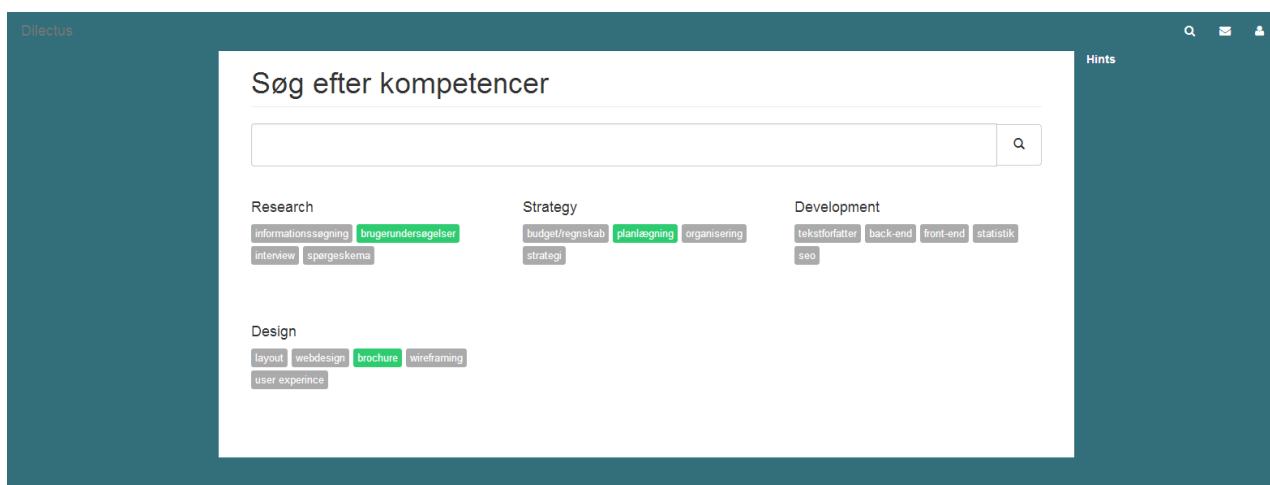 Dilectus
Hints
Søg efter kompetencer
Research
informationssøgning brugerundersøgelser
interview spørgeskema
Strategy
budget/regnskab planlægning organisering
strategi
Development
tekstforfatter back-end front-end statistik
seo
Design
layout webdesign brochure wireframing
user experince